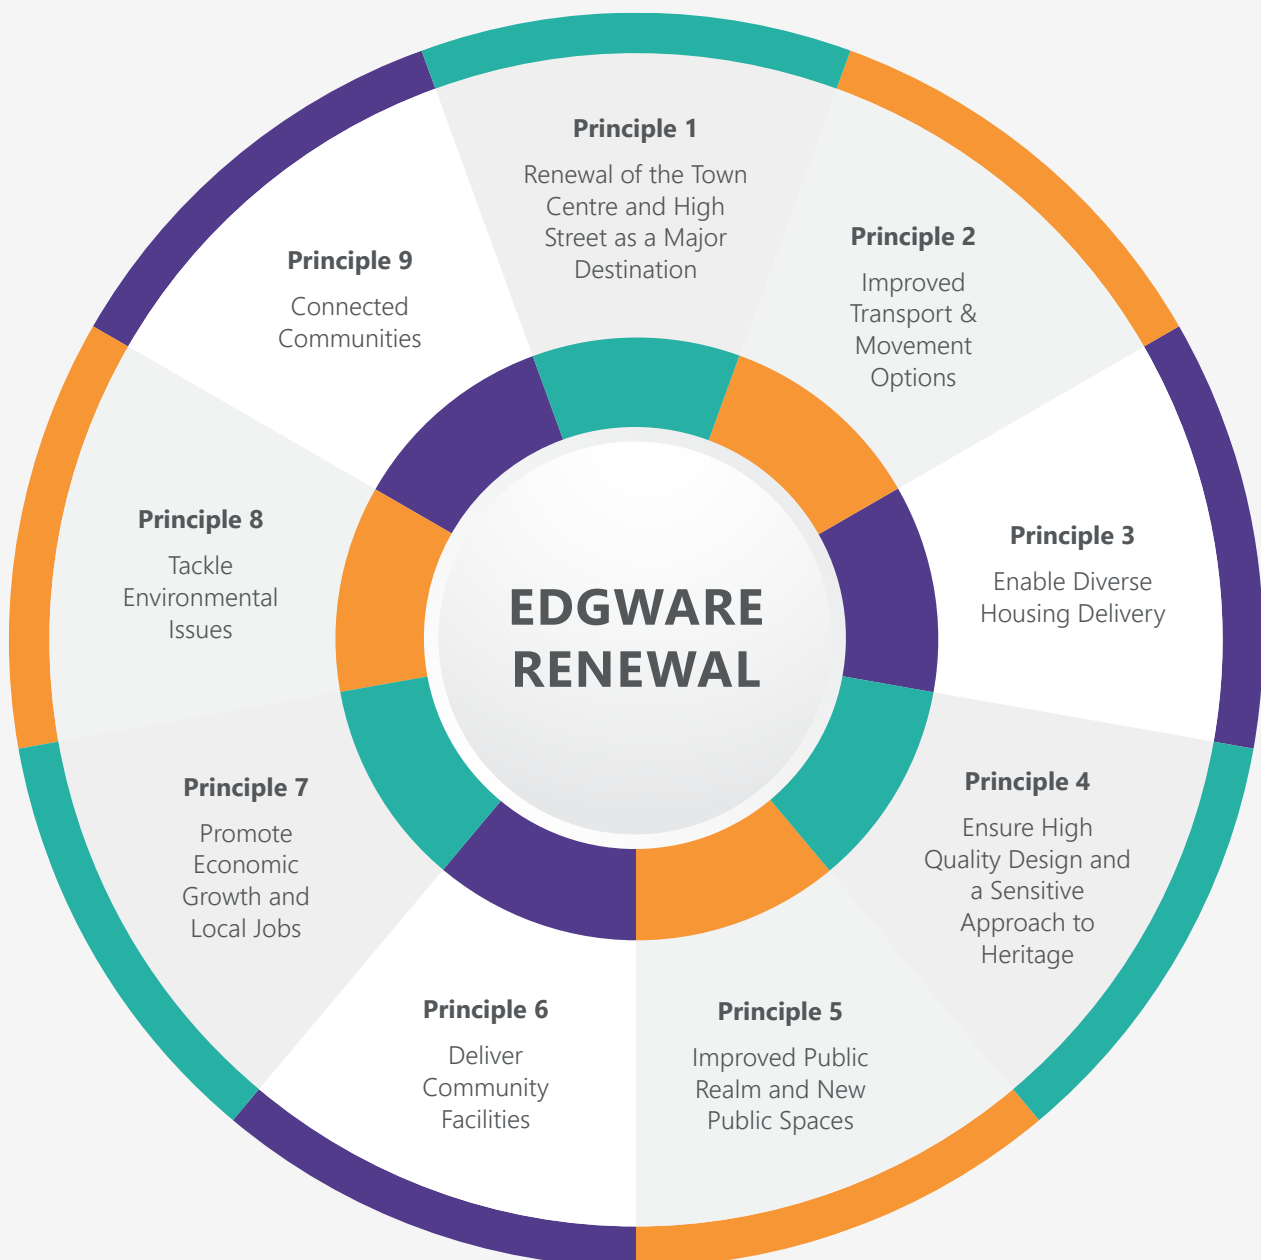 Principle 1
Renewal of the Town
Centre and High
Street as a Major
Destination
Principle 2
Improved
Transport &
Movement
Options
Principle 3
Enable Diverse
Housing Delivery
Principle 4
Ensure High
Quality Design and
a Sensitive
Approach to
Heritage
Principle 5
Improved Public
Realm and New
Public Spaces
Principle 6
Deliver
Community
Facilities
Principle 7
Promote
Economic
Growth and
Local Jobs
Principle 8
Tackle
Environmental
Issues
Principle 9
Connected
Communities
EDGWARE
RENEWAL